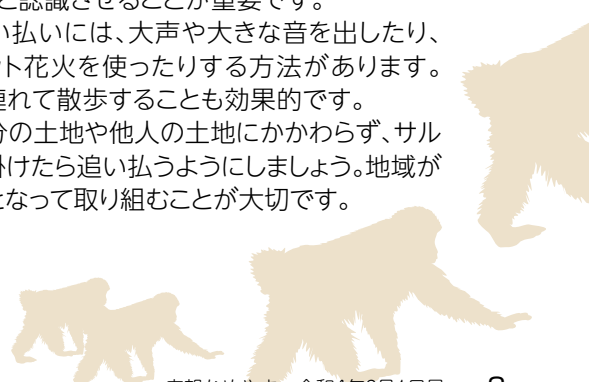 と認識させることが重要です。
い払いには、大声や大きな音を出したり、
ット花火を使ったりする方法があります。
連れて散歩することも効果的です。
分の土地や他人の土地にかかわらず、サル
掛けたら追い払うようにしましょう。地域が
となって取り組むことが大切です。